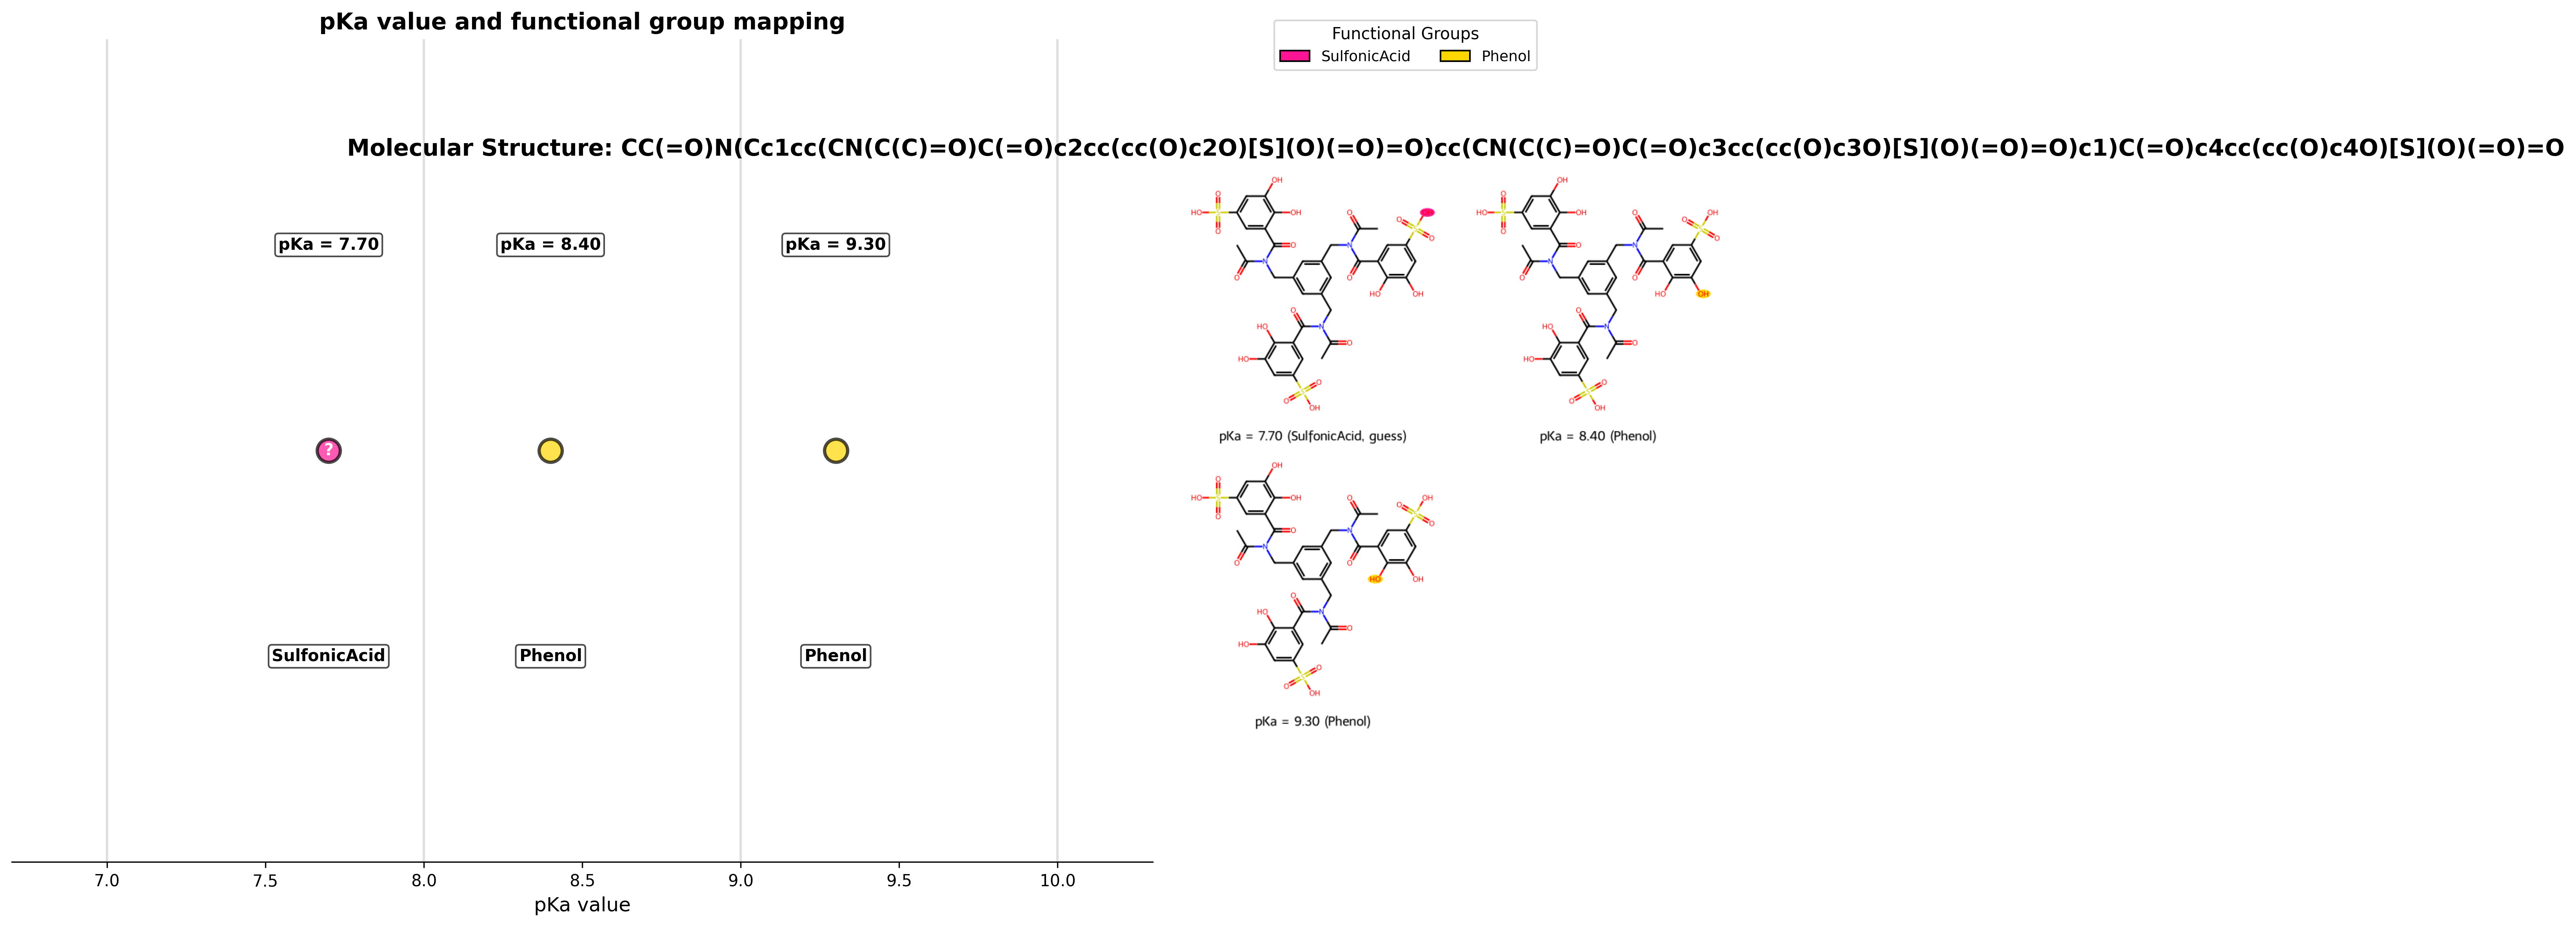 pKa value and functional group mapping
Functional Groups
SulfonicAcid
Phenol
Molecular Structure: CC(=O)N(Cc1cc(CN(C(C)=O)C(=O)c2cc(cc(O)c2O)[S](O)(=O)=O)cc(CN(C(C)=O)C(=O)c3cc(cc(O)c3O)[S](O)(=O)=O)c1)C(=O)c4cc(cc(O)c4O)[S](O)(=O)=O
pKa = 7.70
pKa = 8.40
pKa = 9.30
?
SulfonicAcid
Phenol
Phenol
7.0
7.5
8.0
8.5
9.0
9.5
10.0
pKa value
pKa = 7.70 (SulfonicAcid, guess)
pKa = 8.40 (Phenol)
pKa = 9.30 (Phenol)